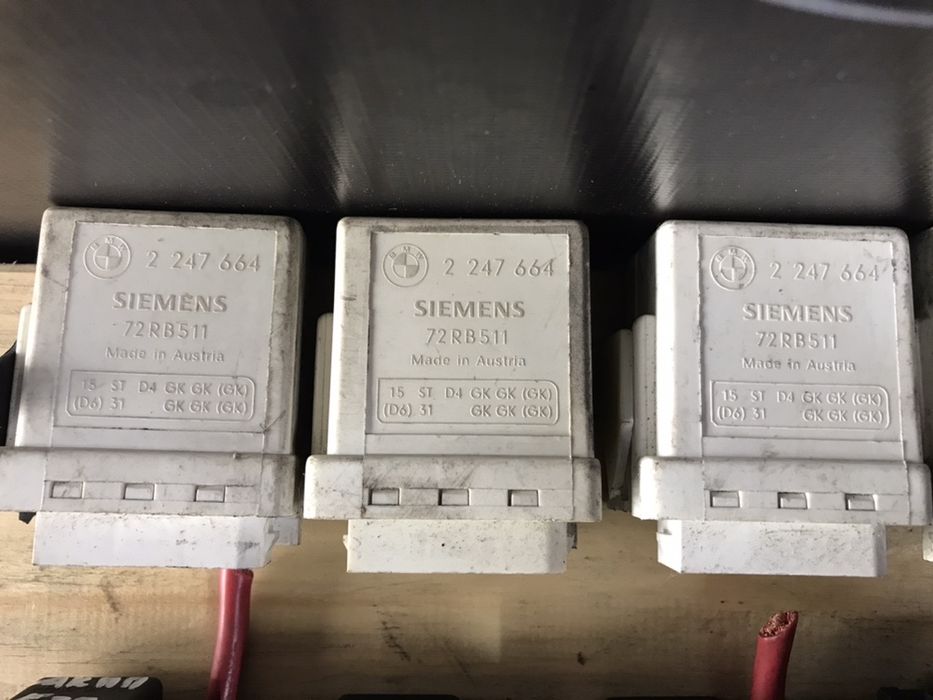 BMW 2 247 664
SIEMENS
72RB511
Made in Austria
15 ST D4 GK GK (GK)
(D6) 31 GK GK (GK)
BMW 2 247 664
SIEMENS
72RB511
Made in Austria
15 ST D4 GK GK (GK)
(D6) 31 GK GK (GK)
BMW 2 247 664
SIEMENS
72RB511
Made in Austria
15 ST D4 GK GK (GK)
(D6) 31 GK GK (GK)